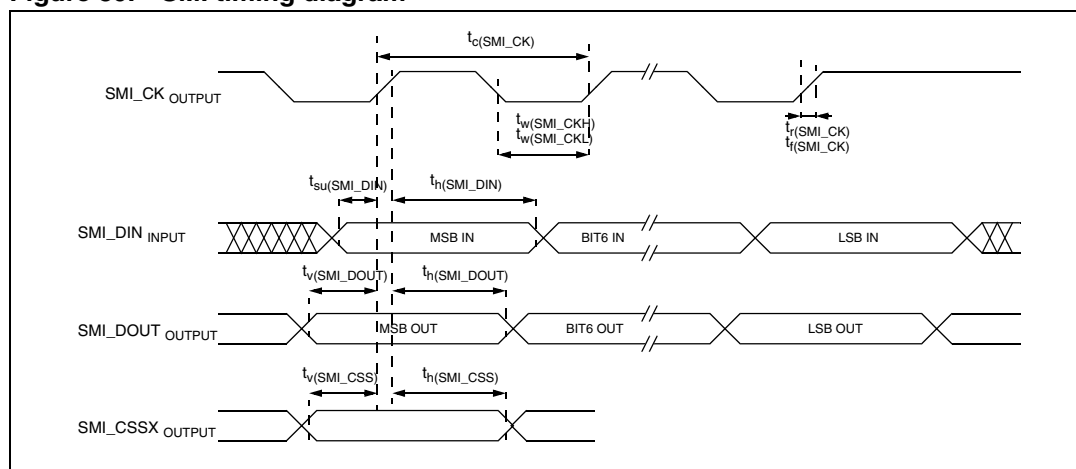 Figure 39. SMI timing diagram
tc(SMI_CK)
SMI_CK OUTPUT
tw(SMI_CKH)
tw(SMI_CKL)
tr(SMI_CK)
tf(SMI_CK)
tsu(SMI_DIN)
th(SMI_DIN)
SMI_DIN INPUT
MSB IN
BIT6 IN
LSB IN
tv(SMI_DOUT)
th(SMI_DOUT)
SMI_DOUT OUTPUT
MSB OUT
BIT6 OUT
LSB OUT
tv(SMI_CSS)
th(SMI_CSS)
SMI_CSSX OUTPUT